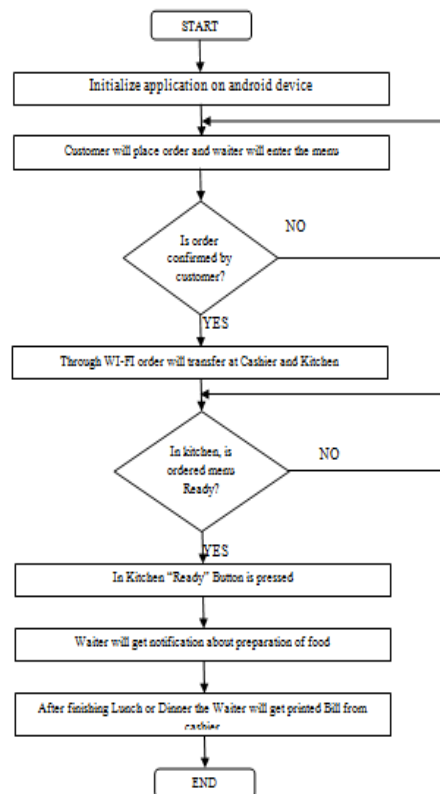 START
Initialize application on android device
Customer will place order and waiter will enter the menu
Is order
confirmed by
customer?
NO
YES
Through WI-FI order will transfer at Cashier and Kitchen
In kitchen, is
ordered menu
Ready?
NO
YES
In Kitchen “Ready” Button is pressed
Waiter will get notification about preparation of food
After finishing Lunch or Dinner the Waiter will get printed Bill from
cashier
END